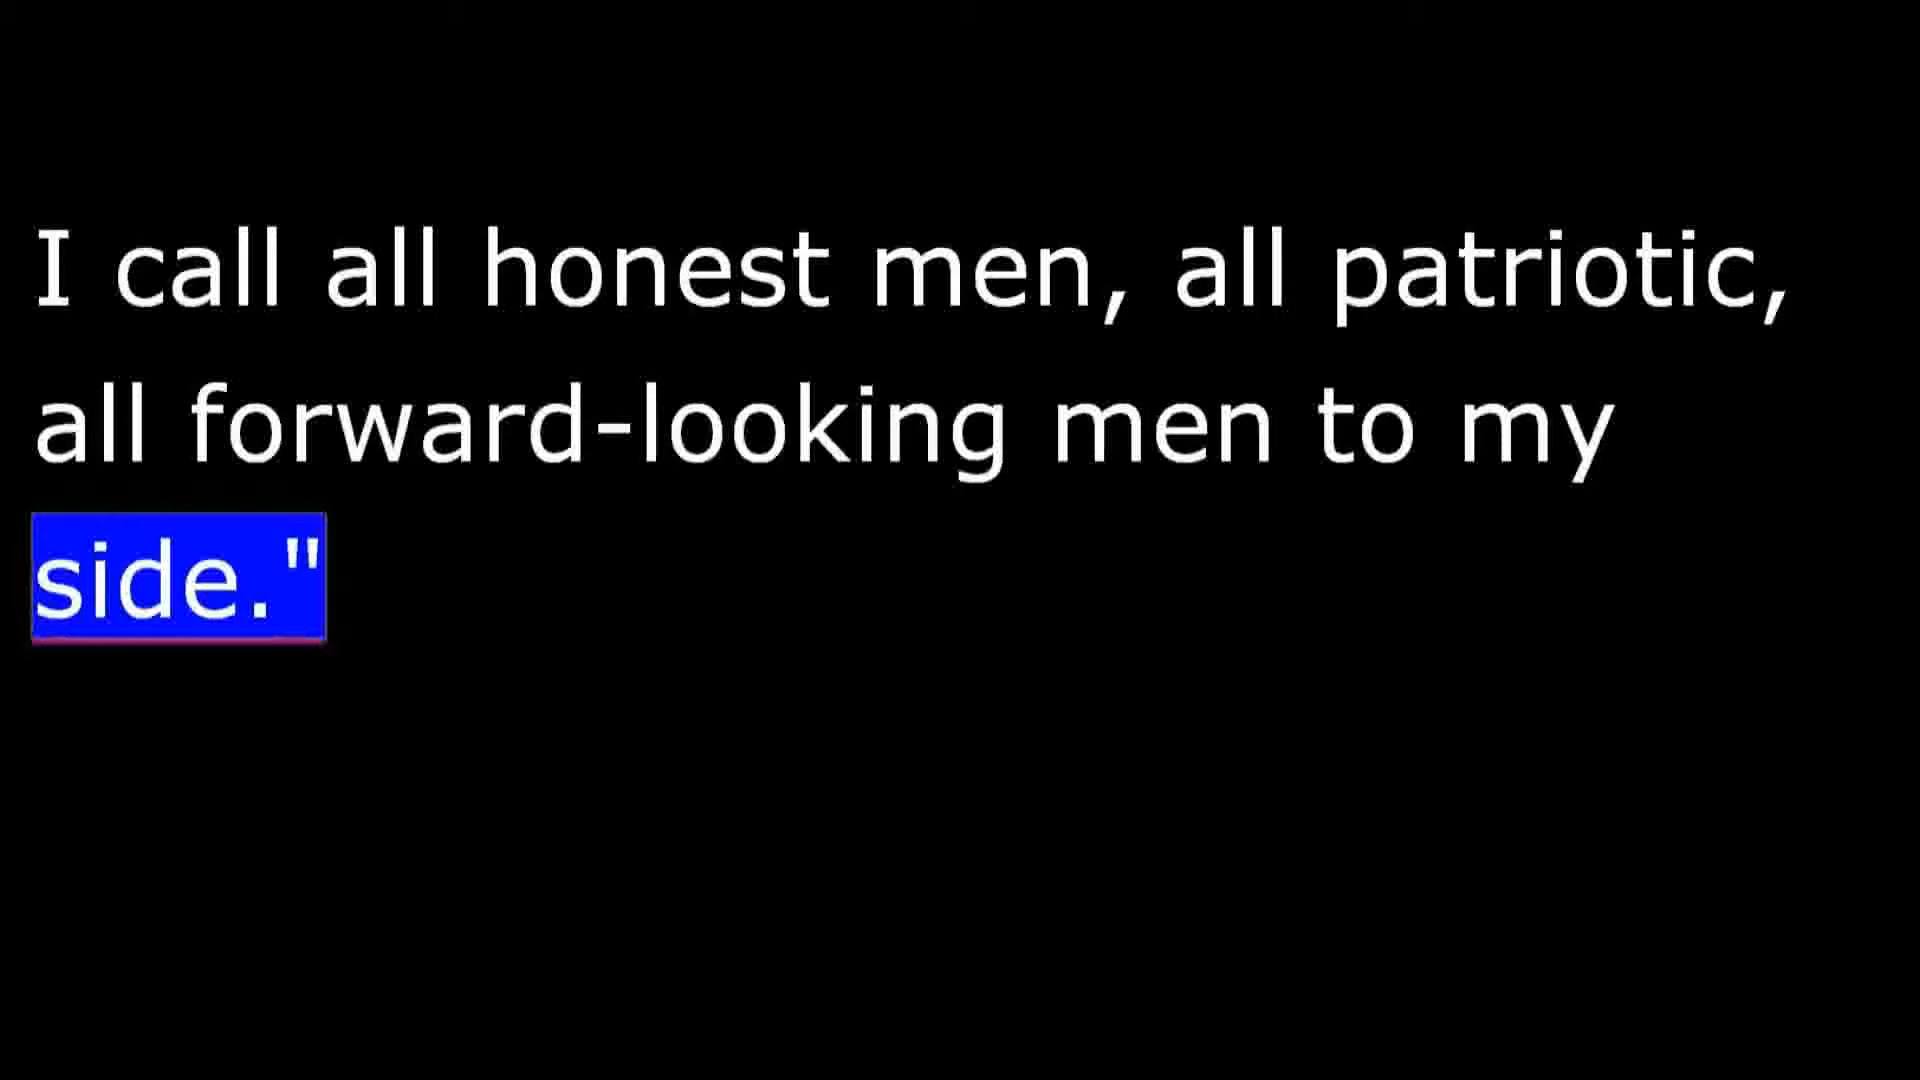 I call all honest men, all patriotic,
all forward-looking men to my
side."